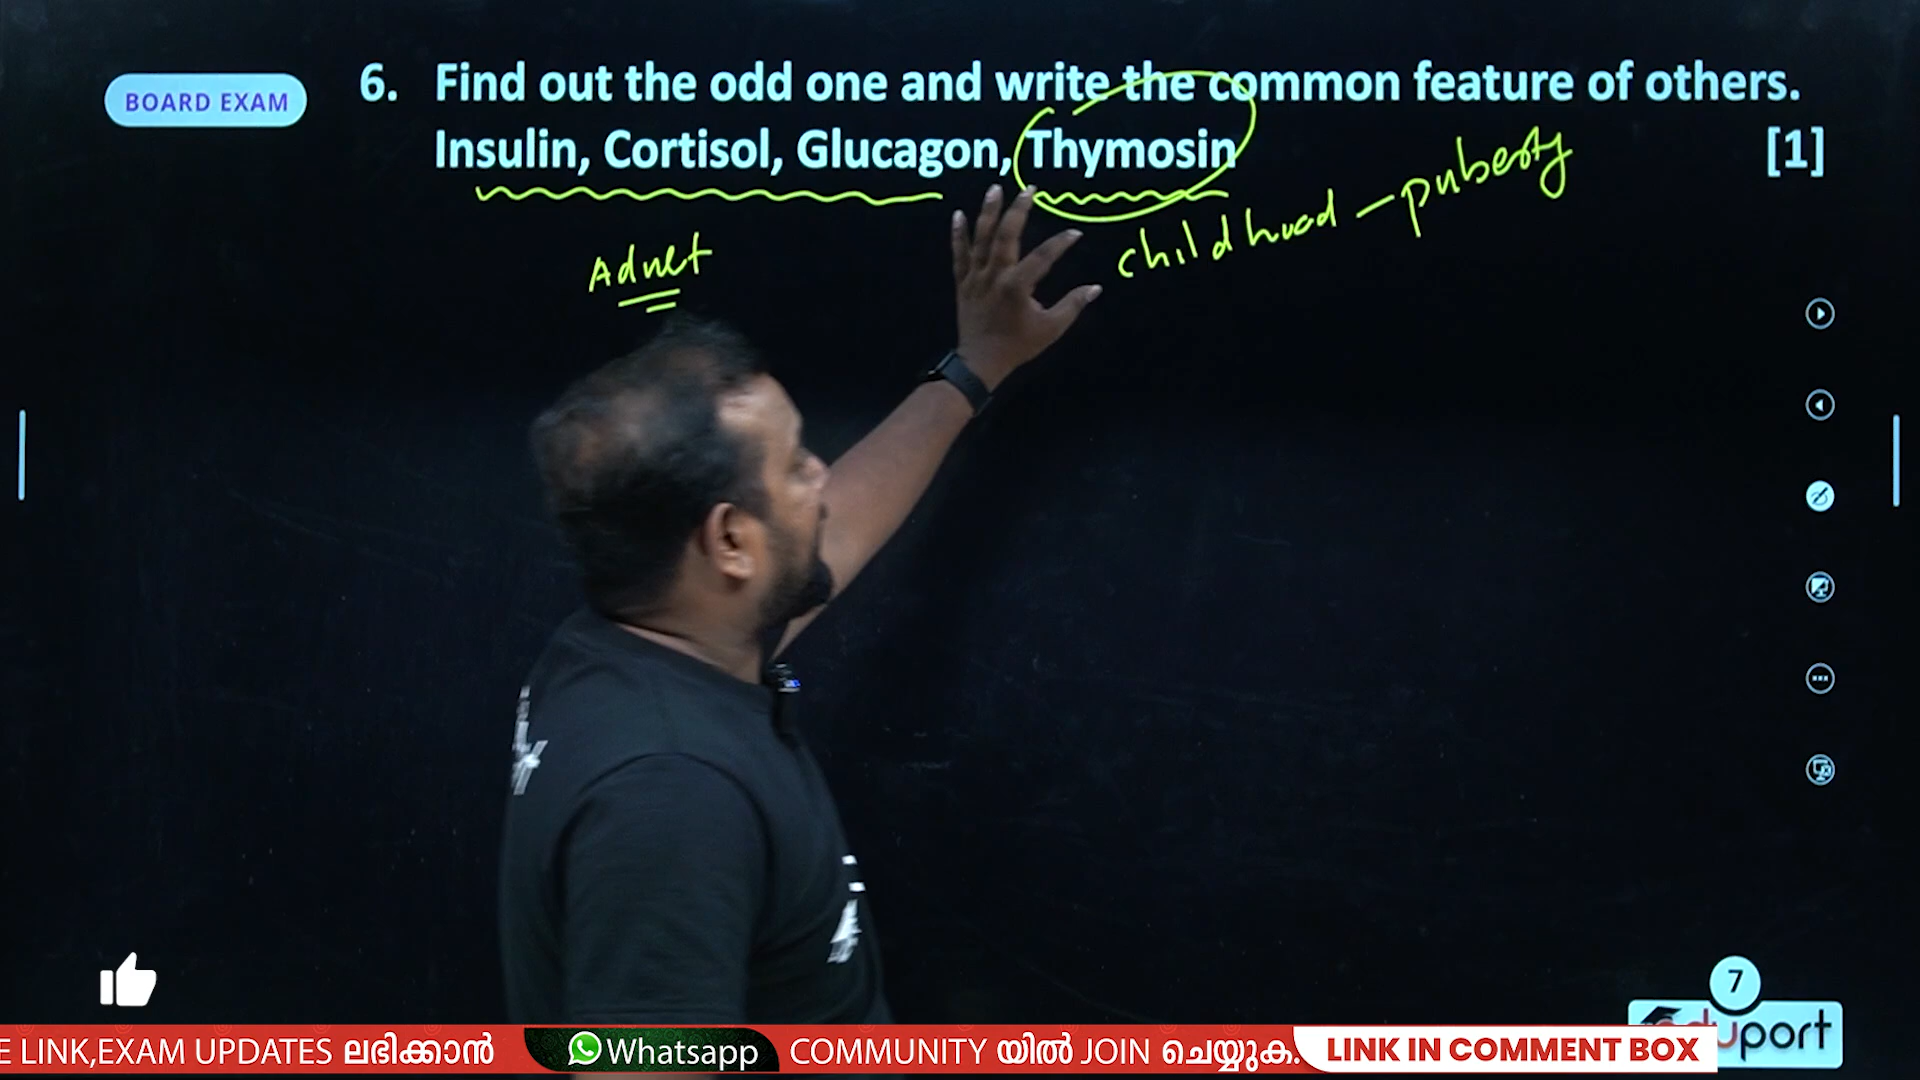 BOARD EXAM
6. Find out the odd one and write the common feature of others.
Insulin, Cortisol, Glucagon, Thymosin [1]
childhood - puberty
7
eduport
E LINK,EXAM UPDATES ലഭിക്കാൻ Whatsapp COMMUNITY യിൽ JOIN ചെയ്യുക. LINK IN COMMENT BOX